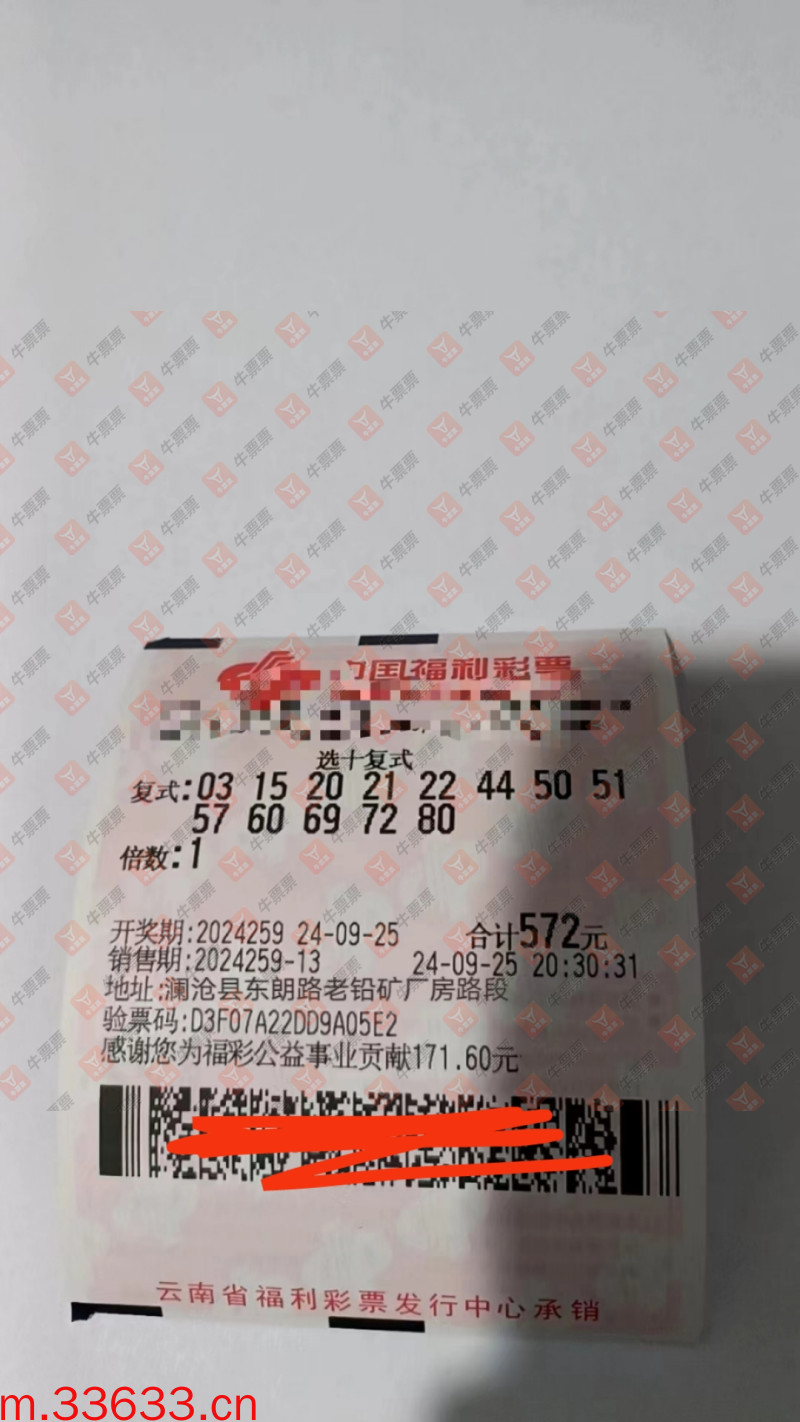 中国福利彩票
选十复式
复式:03 15 20 21 22 44 50 51
57 60 69 72 80
倍数:1
开奖期:2024259 24-09-25 合计572元
销售期:2024259-13 24-09-25 20:30:31
地址:澜沧县东朗路老铅矿厂房路段
验票码:D3F07A22DD9A05E2
感谢您为福彩公益事业贡献171.60元
云南省福利彩票发行中心承销
m.33633.cn
牛票票